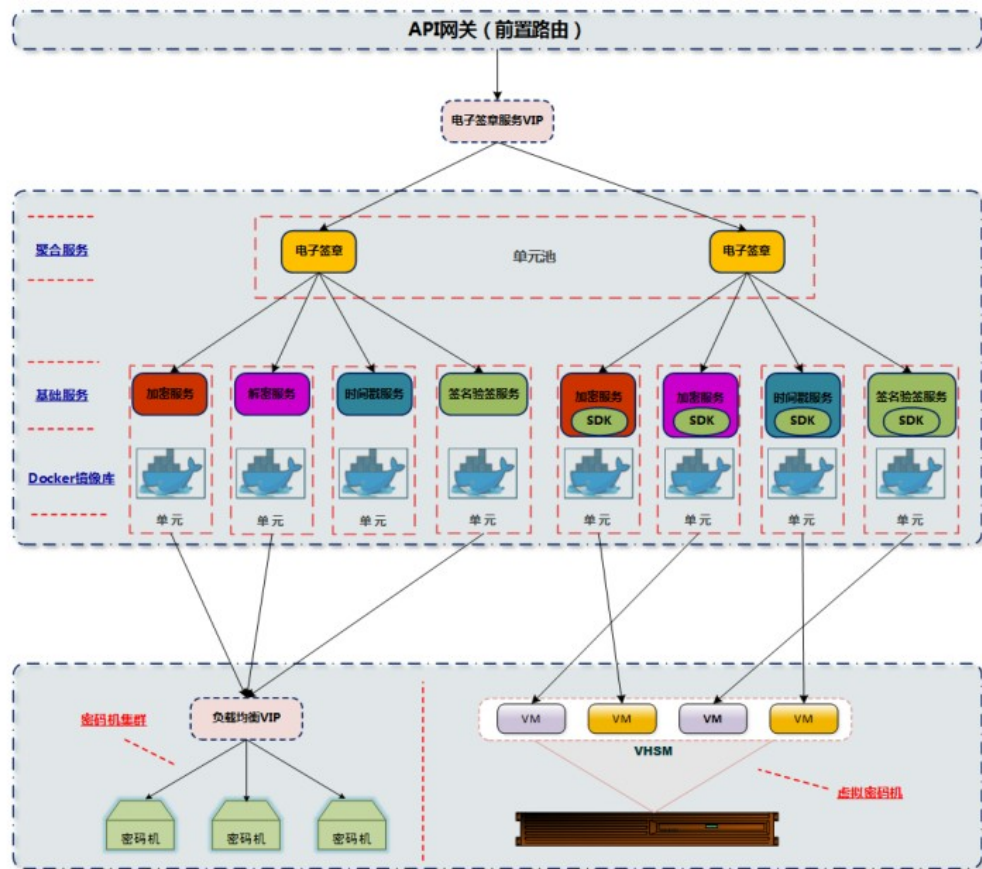 API网关（前置路由）
电子签章服务VIP
聚合服务
电子签章
单元池
电子签章
基础服务
加密服务
解密服务
时间戳服务
签名验签服务
加密服务
SDK
加密服务
SDK
时间戳服务
SDK
签名验签服务
SDK
Docker镜像库
单元
单元
单元
单元
单元
单元
单元
单元
密码机集群
负载均衡VIP
密码机
密码机
密码机
VM
VM
VM
VM
VHSM
虚拟密码机